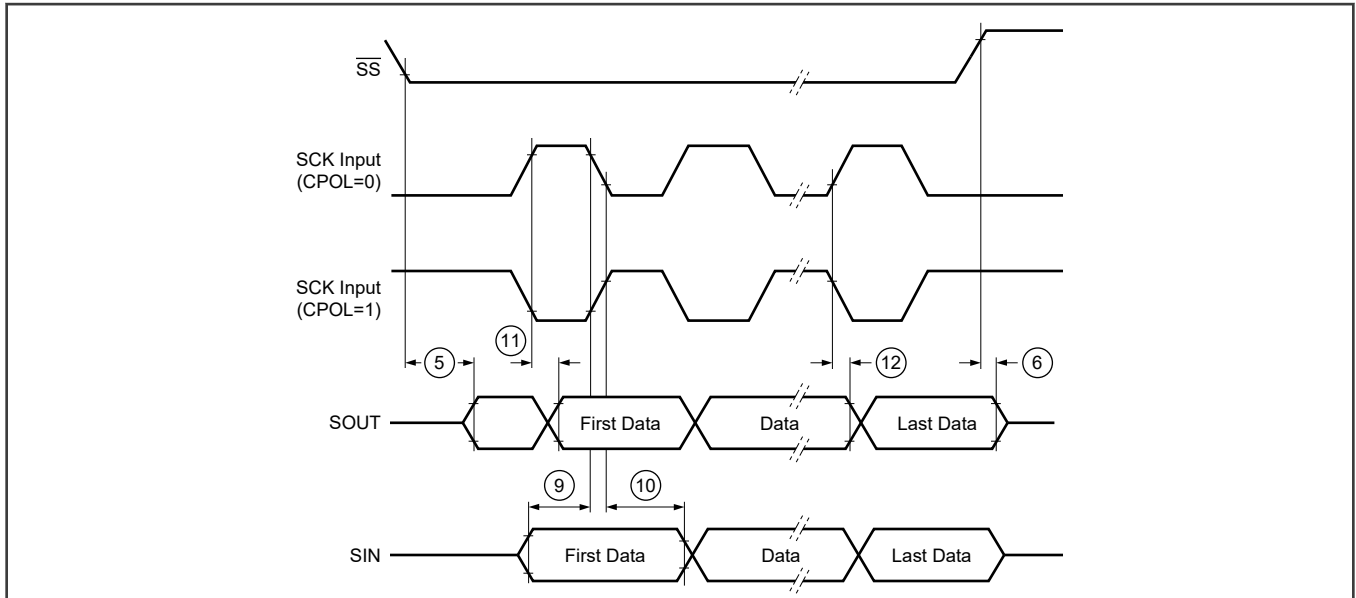 S̅S̅
SCK Input
(CPOL=0)
SCK Input
(CPOL=1)
11
5
12
6
SOUT
First Data
Data
Last Data
9
10
SIN
First Data
Data
Last Data